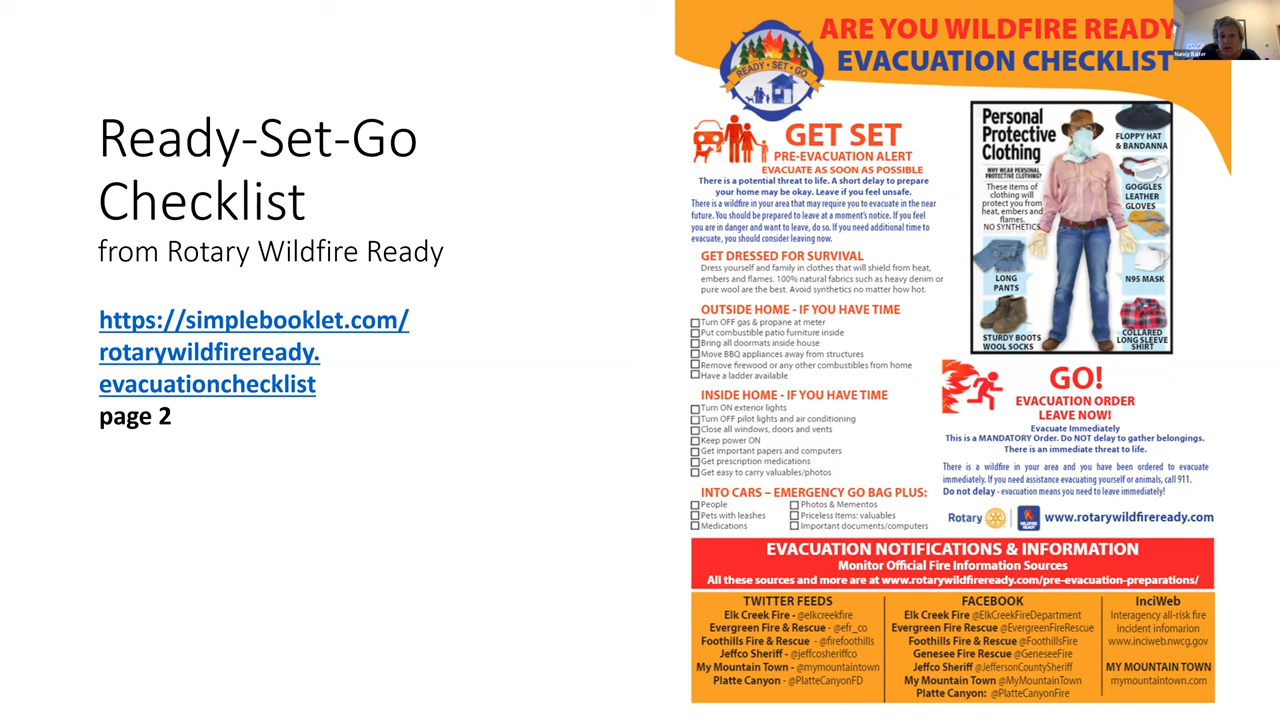 Ready-Set-Go
Checklist
from Rotary Wildfire Ready
https://simplebooklet.com/
rotarywildfireready.
evacuationchecklist
page 2
ARE YOU WILDFIRE READY
EVACUATION CHECKLIST
READY • SET • GO
Nancy Balter
GET SET
PRE-EVACUATION ALERT
EVACUATE AS SOON AS POSSIBLE
There is a potential threat to life. A short delay to prepare
your home may be okay. Leave if you feel unsafe.
There is a wildfire in your area that may require you to evacuate in the near
future. You should be prepared to leave at a moment's notice. If you feel
you are in danger and want to leave, do so. If you need additional time to
evacuate, you should consider leaving now.
GET DRESSED FOR SURVIVAL
Dress yourself and family in clothes that will shield from heat,
embers and flames. 100% natural fabrics such as heavy denim or
pure wool are the best. Avoid synthetics no matter how hot.
OUTSIDE HOME - IF YOU HAVE TIME
Turn OFF gas & propane at meter
Put combustible patio furniture inside
Bring all doormats inside house
Move BBQ appliances away from structures
Remove firewood or any other combustibles from home
Have a ladder available
INSIDE HOME - IF YOU HAVE TIME
Turn ON exterior lights
Turn OFF pilot lights and air conditioning
Close all windows, doors and vents
Keep power ON
Get important papers and computers
Get prescription medications
Get easy to carry valuables/photos
INTO CARS – EMERGENCY GO BAG PLUS:
People
Pets with leashes
Medications
Photos & Mementos
Priceless Items: valuables
Important documents/computers
Personal
Protective
Clothing
WHY WEAR PERSONAL
PROTECTIVE CLOTHING?
These items of
clothing will
protect you from
heat, embers and
flames.
NO SYNTHETICS
LONG
PANTS
STURDY BOOTS
WOOL SOCKS
FLOPPY HAT
& BANDANNA
GOGGLES
LEATHER
GLOVES
N95 MASK
COLLARED
LONG SLEEVE
SHIRT
GO!
EVACUATION ORDER
LEAVE NOW!
Evacuate Immediately
This is a MANDATORY Order. Do NOT delay to gather belongings.
There is an immediate threat to life.
There is a wildfire in your area and you have been ordered to evacuate
immediately. If you need assistance evacuating yourself or animals, call 911.
Do not delay - evacuation means you need to leave immediately!
Rotary
WILDFIRE
READY
www.rotarywildfireready.com
EVACUATION NOTIFICATIONS & INFORMATION
Monitor Official Fire Information Sources
All these sources and more are at www.rotarywildfireready.com/pre-evacuation-preparations/
TWITTER FEEDS
Elk Creek Fire - @elkcreekfire
Evergreen Fire & Rescue - @efr_co
Foothills Fire & Rescue - @firefoothills
Jeffco Sheriff - @jeffcosheriffco
My Mountain Town - @mymountaintown
Platte Canyon - @PlatteCanyonFD
FACEBOOK
Elk Creek Fire @ElkCreekFireDepartment
Evergreen Fire Rescue @EvergreenFireRescue
Foothills Fire & Rescue @FoothillsFire
Genesee Fire Rescue @GeneseeFire
Jeffco Sheriff @JeffersonCountySheriff
My Mountain Town @MyMountainTown
Platte Canyon: @PlatteCanyonFire
InciWeb
Interagency all-risk fire
incident infomarion
www.inciweb.nwcg.gov
MY MOUNTAIN TOWN
mymountaintown.com